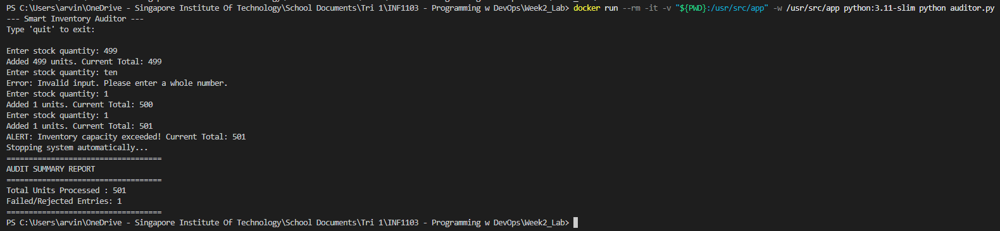 PS C:\Users\arvin\OneDrive - Singapore Institute Of Technology\School Documents\Tri 1\INF1103 - Programming w DevOps\Week2_Lab> docker run --rm -it -v "${PWD}:/usr/src/app" -w /usr/src/app python:3.11-slim python auditor.py
--- Smart Inventory Auditor ---
Type 'quit' to exit:

Enter stock quantity: 499
Added 499 units. Current Total: 499
Enter stock quantity: ten
Error: Invalid input. Please enter a whole number.
Enter stock quantity: 1
Added 1 units. Current Total: 500
Enter stock quantity: 1
Added 1 units. Current Total: 501
ALERT: Inventory capacity exceeded! Current Total: 501
Stopping system automatically...
===================================
AUDIT SUMMARY REPORT
===================================
Total Units Processed : 501
Failed/Rejected Entries: 1
===================================
PS C:\Users\arvin\OneDrive - Singapore Institute Of Technology\School Documents\Tri 1\INF1103 - Programming w DevOps\Week2_Lab>